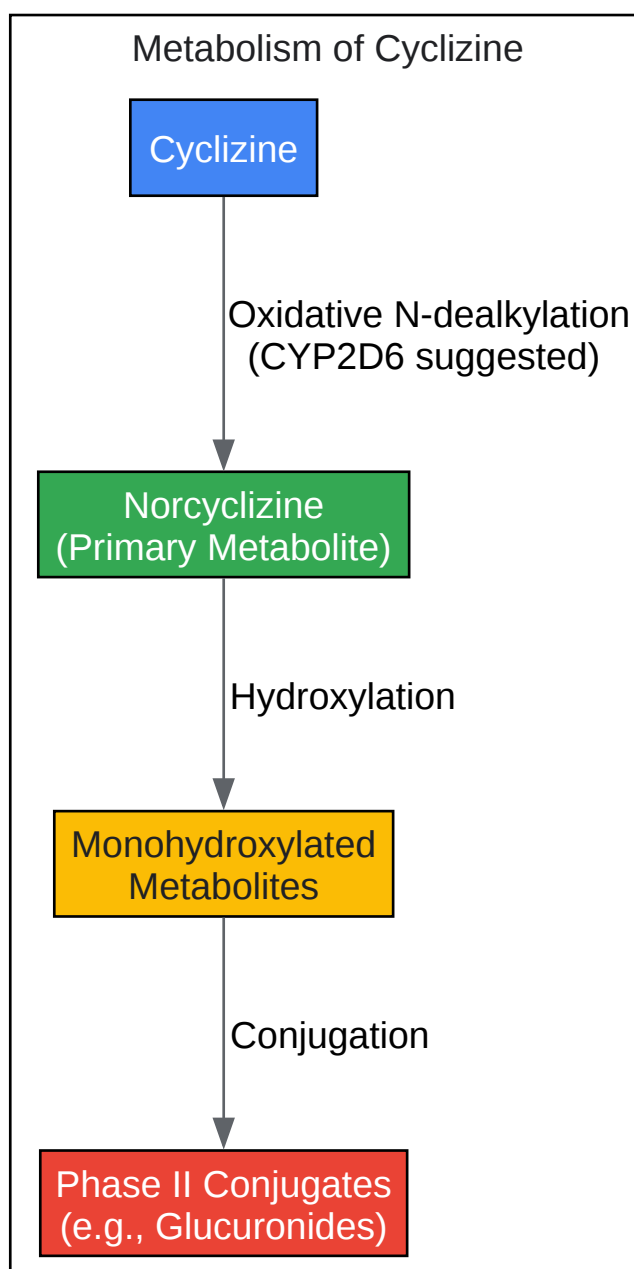 Metabolism of Cyclizine
Cyclizine
Oxidative N-dealkylation
(CYP2D6 suggested)
Norcyclizine
(Primary Metabolite)
Hydroxylation
Monohydroxylated
Metabolites
Conjugation
Phase II Conjugates
(e.g., Glucuronides)